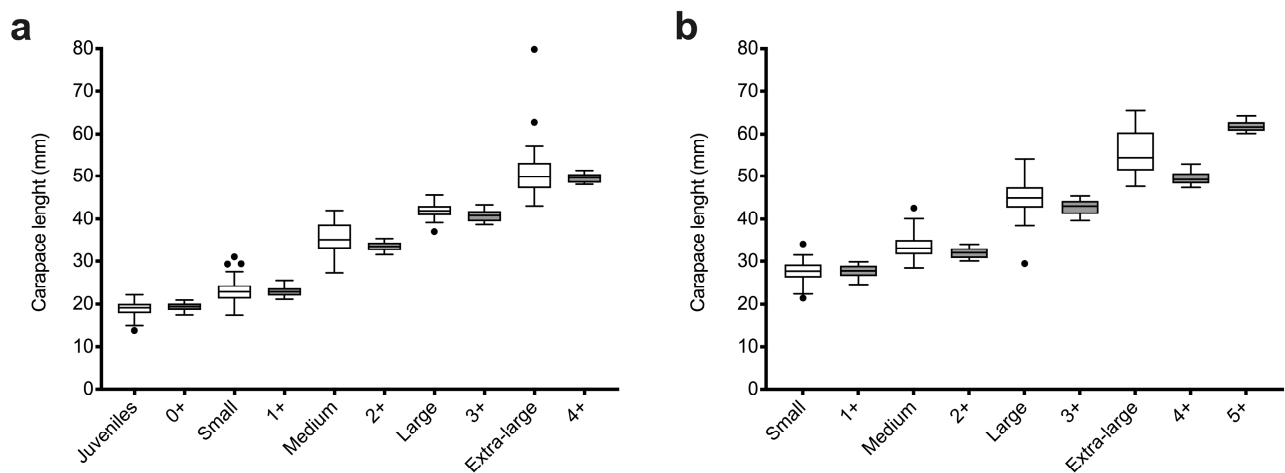 a
Carapace lenght (mm)
80
70
60
50
40
30
20
10
0
Juveniles
0+
Small
1+
Medium
2+
Large
3+
Extra-large
4+
b
Carapace lenght (mm)
80
70
60
50
40
30
20
10
0
Small
1+
Medium
2+
Large
3+
Extra-large
4+
5+